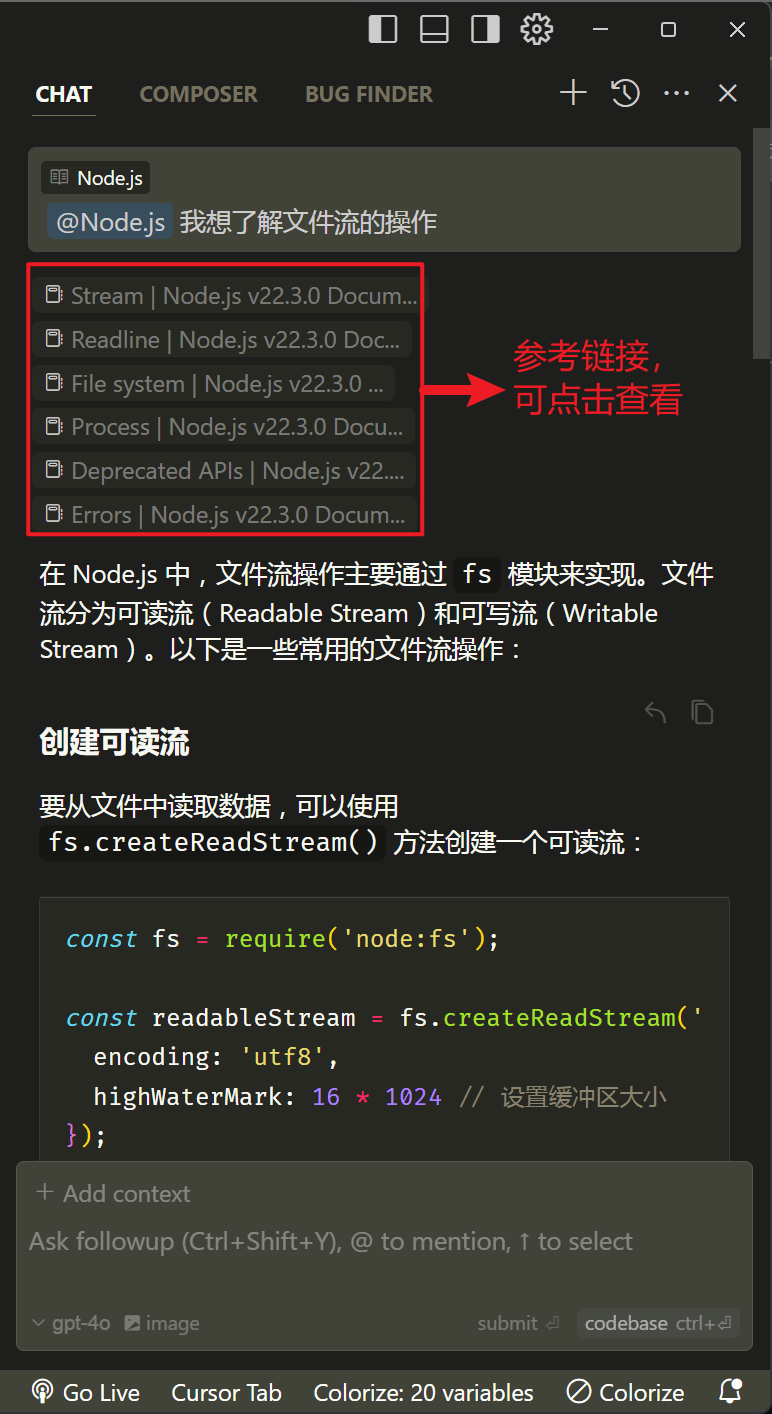 CHAT COMPOSER BUG FINDER
Node.js
@Node.js 我想了解文件流的操作
Stream | Node.js v22.3.0 Docum...
Readline | Node.js v22.3.0 Doc...
File system | Node.js v22.3.0 ...
Process | Node.js v22.3.0 Docu...
Deprecated APIs | Node.js v22....
Errors | Node.js v22.3.0 Docum...
参考链接,
可点击查看
在 Node.js 中，文件流操作主要通过 fs 模块来实现。文件
流分为可读流（Readable Stream）和可写流（Writable
Stream）。以下是一些常用的文件流操作：
创建可读流
要从文件中读取数据，可以使用
fs.createReadStream() 方法创建一个可读流：
const fs = require('node:fs');
const readableStream = fs.createReadStream('
encoding: 'utf8',
highWaterMark: 16 * 1024 // 设置缓冲区大小
});
+ Add context
Ask followup (Ctrl+Shift+Y), @ to mention, ↑ to select
gpt-4o image submit ⏎ codebase ctrl+⏎
Go Live Cursor Tab Colorize: 20 variables Colorize